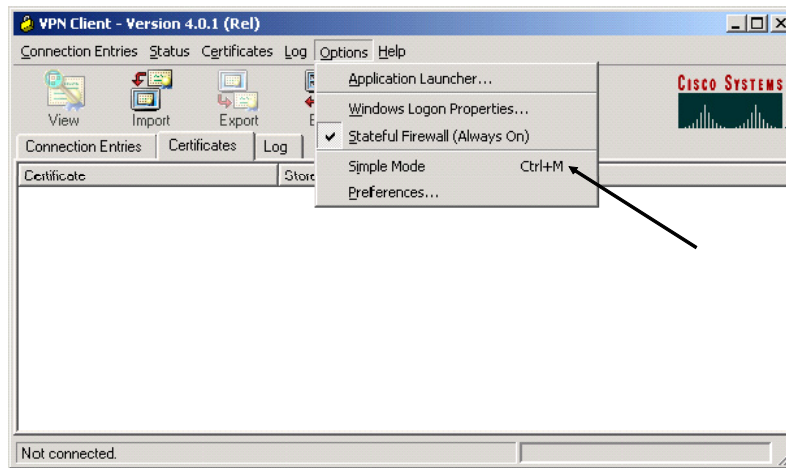 VPN Client - Version 4.0.1 (Rel)
Connection Entries Status Certificates Log Options Help
Application Launcher...
Windows Logon Properties...
Stateful Firewall (Always On)
Simple Mode Ctrl+M
Preferences...
View Import Export
CISCO SYSTEMS
Connection Entries Certificates Log
Certificate Store
Not connected.